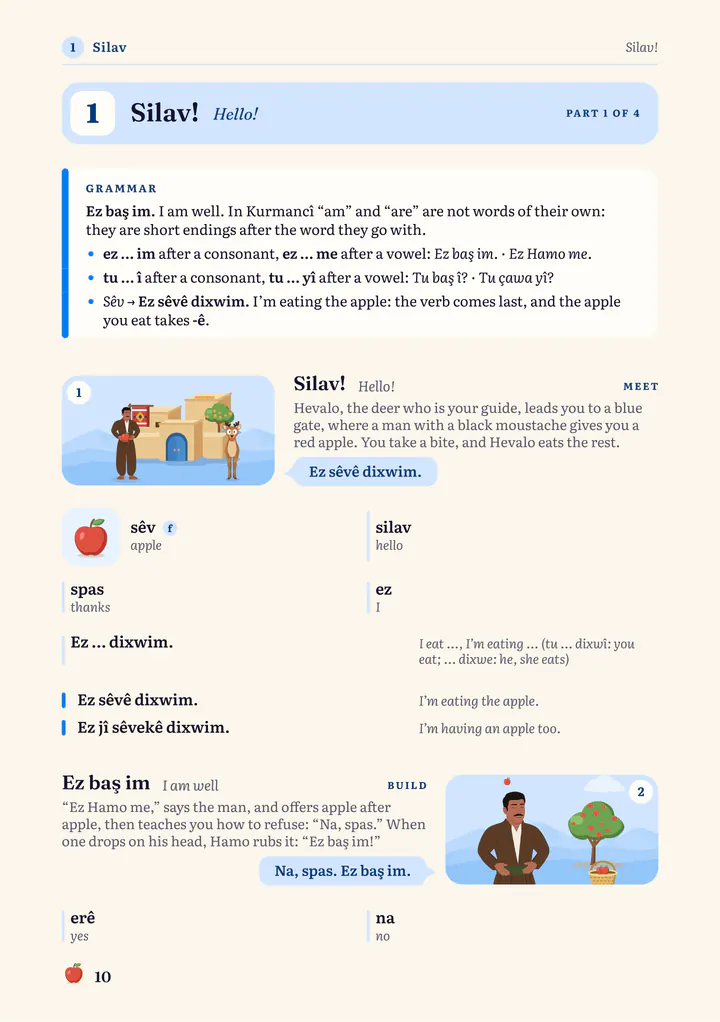 1 Silav
Silav!
1 Silav! Hello!
PART 1 OF 4
GRAMMAR
Ez baş im. I am well. In Kurmancî “am” and “are” are not words of their own:
they are short endings after the word they go with.
• ez … im after a consonant, ez … me after a vowel: Ez baş im. · Ez Hamo me.
• tu … î after a consonant, tu … yî after a vowel: Tu baş î? · Tu çawa yî?
• Sêv → Ez sêvê dixwim. I’m eating the apple: the verb comes last, and the apple
you eat takes -ê.
1
Silav! Hello!
MEET
Hevalo, the deer who is your guide, leads you to a blue
gate, where a man with a black moustache gives you a
red apple. You take a bite, and Hevalo eats the rest.
Ez sêvê dixwim.
sêv f
apple
silav
hello
spas
thanks
ez
I
Ez … dixwim.
I eat …, I’m eating … (tu … dixwî: you
eat; … dixwe: he, she eats)
Ez sêvê dixwim.
I’m eating the apple.
Ez jî sêvekê dixwim.
I’m having an apple too.
Ez baş im I am well
BUILD
“Ez Hamo me,” says the man, and offers apple after
apple, then teaches you how to refuse: “Na, spas.” When
one drops on his head, Hamo rubs it: “Ez baş im!”
Na, spas. Ez baş im.
2
erê
yes
na
no
10